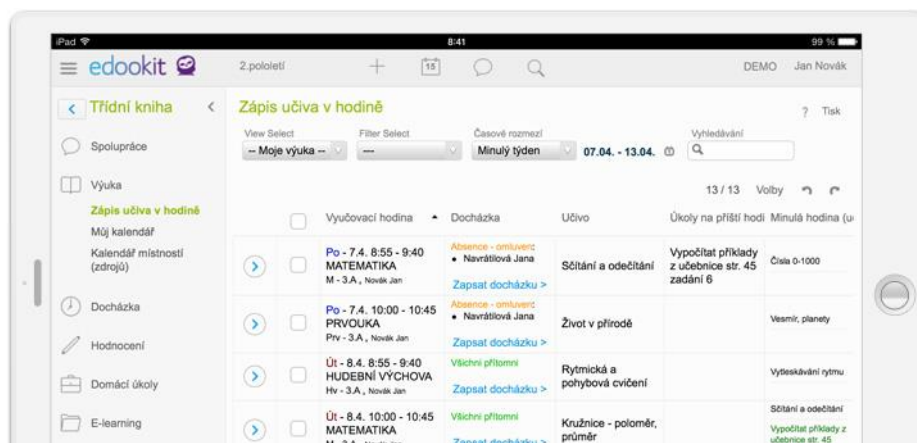 iPad 8:41 99 %
edookit 2.pololetí 15 DEMO Jan Novák
Třídní kniha
Spolupráce
Výuka
Zápis učiva v hodině
Můj kalendář
Kalendář místností
(zdrojů)
Docházka
Hodnocení
Domácí úkoly
E-learning
Zápis učiva v hodině ? Tisk
View Select Filter Select Časové rozmezí Vyhledávání
-- Moje výuka -- --- Minulý týden 07.04. - 13.04.
13 / 13 Volby
Vyučovací hodina Docházka Učivo Úkoly na příští hodi Minulá hodina (u
Po - 7.4. 8:55 - 9:40
MATEMATIKA
M - 3.A , Novák Jan
Absence - omluven:
• Navrátilová Jana
Zapsat docházku >
Sčítání a odečítání
Vypočítat příklady
z učebnice str. 45
zadání 6
Čísla 0-1000
Po - 7.4. 10:00 - 10:45
PRVOUKA
Prv - 3.A , Novák Jan
Absence - omluven:
• Navrátilová Jana
Zapsat docházku >
Život v přírodě
Vesmír, planety
Út - 8.4. 8:55 - 9:40
HUDEBNÍ VÝCHOVA
Hv - 3.A , Novák Jan
Všichni přítomni
Zapsat docházku >
Rytmická a
pohybová cvičení
Vytleskávání rytmu
Út - 8.4. 10:00 - 10:45
MATEMATIKA
Všichni přítomni
Zapsat docházku >
Kružnice - poloměr,
průměr
Sčítání a odečítání
Vypočítat příklady z
učebnice str. 45